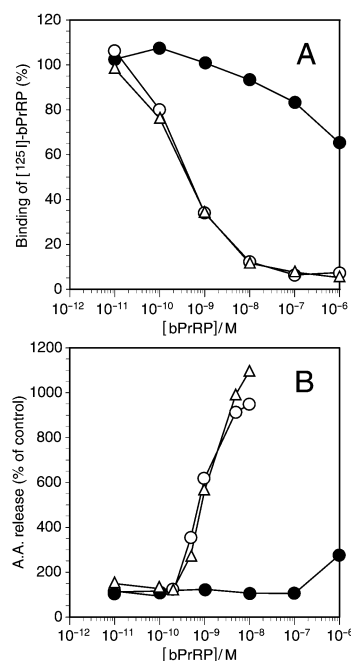 A
Binding of [¹²⁵I]-bPrRP (%)
120
100
80
60
40
20
0
10⁻¹² 10⁻¹¹ 10⁻¹⁰ 10⁻⁹ 10⁻⁸ 10⁻⁷ 10⁻⁶
[bPrRP]/M
B
A.A. release (% of control)
1200
1000
800
600
400
200
0
10⁻¹² 10⁻¹¹ 10⁻¹⁰ 10⁻⁹ 10⁻⁸ 10⁻⁷ 10⁻⁶
[bPrRP]/M